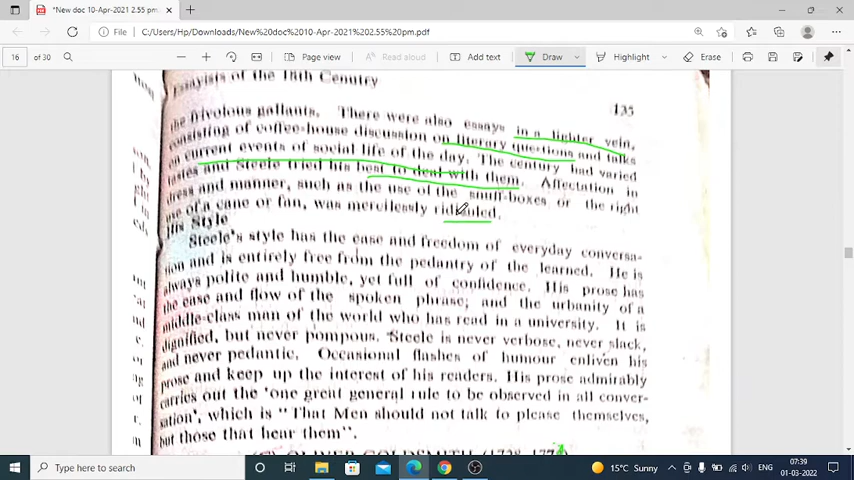 *New doc 10-Apr-2021 2.55 pm.p
File
C:/Users/Hp/Downloads/New%20doc%2010-Apr-2021%202.55%20pm.pdf
16 of 30
Page view
Read aloud
Add text
Draw
Highlight
Erase
Essayists of the 18th Century 135
the frivolous gallants. There were also essays in a lighter vein,
consisting of coffee-house discussion on literary questions and talks
on current events of social life of the day. The century had varied
and Steele tried his best to deal with them. Affectation in
dress and manner, such as the use of the snuff-boxes or the right
use of a cane or fan, was mercilessly ridiculed.
His Style
Steele's style has the ease and freedom of everyday conversa-
tion and is entirely free from the pedantry of the learned. He is
always polite and humble, yet full of confidence. His prose has
the ease and flow of the spoken phrase; and the urbanity of a
middle-class man of the world who has read in a university. It is
dignified, but never pompous. Steele is never verbose, never slack,
and never pedantic. Occasional flashes of humour enliven his
prose and keep up the interest of his readers. His prose admirably
carries out the 'one great general rule to be observed in all conver-
sation', which is "That Men should not talk to please themselves,
but those that hear them".
OLIVER GOLDSMITH
Type here to search
15°C Sunny
ENG
07:39
01-03-2022